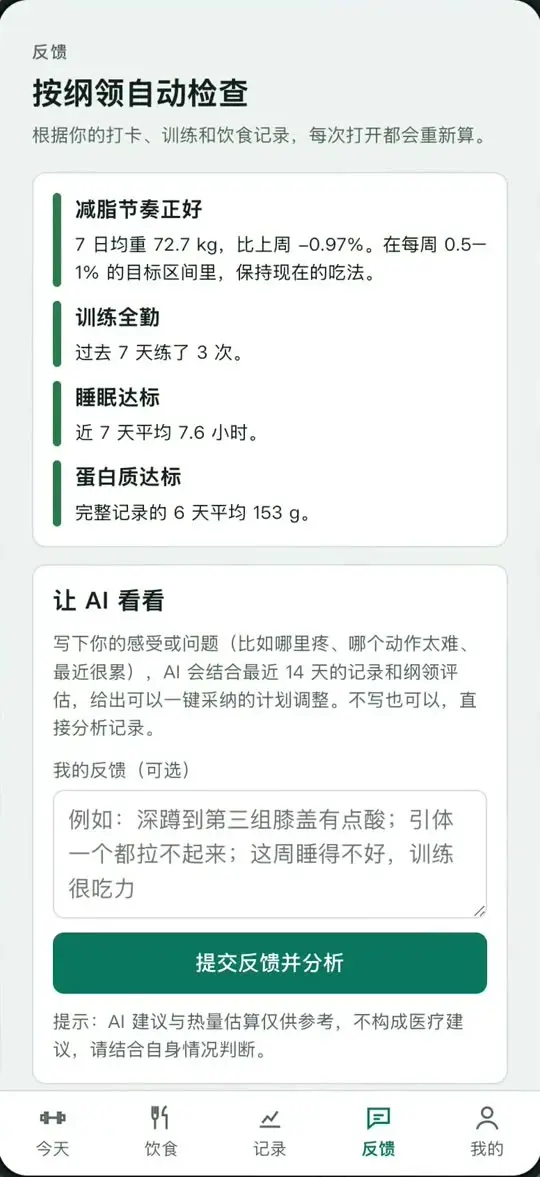 反馈
按纲领自动检查
根据你的打卡、训练和饮食记录，每次打开都会重新算。
减脂节奏正好
7 日均重 72.7 kg，比上周 −0.97%。在每周 0.5–
1% 的目标区间里，保持现在的吃法。
训练全勤
过去 7 天练了 3 次。
睡眠达标
近 7 天平均 7.6 小时。
蛋白质达标
完整记录的 6 天平均 153 g。
让 AI 看看
写下你的感受或问题（比如哪里疼、哪个动作太难、
最近很累），AI 会结合最近 14 天的记录和纲领评
估，给出可以一键采纳的计划调整。不写也可以，直
接分析记录。
我的反馈（可选）
例如：深蹲到第三组膝盖有点酸；引体
一个都拉不起来；这周睡得不好，训练
很吃力
提交反馈并分析
提示：AI 建议与热量估算仅供参考，不构成医疗建
议，请结合自身情况判断。
今天
饮食
记录
反馈
我的